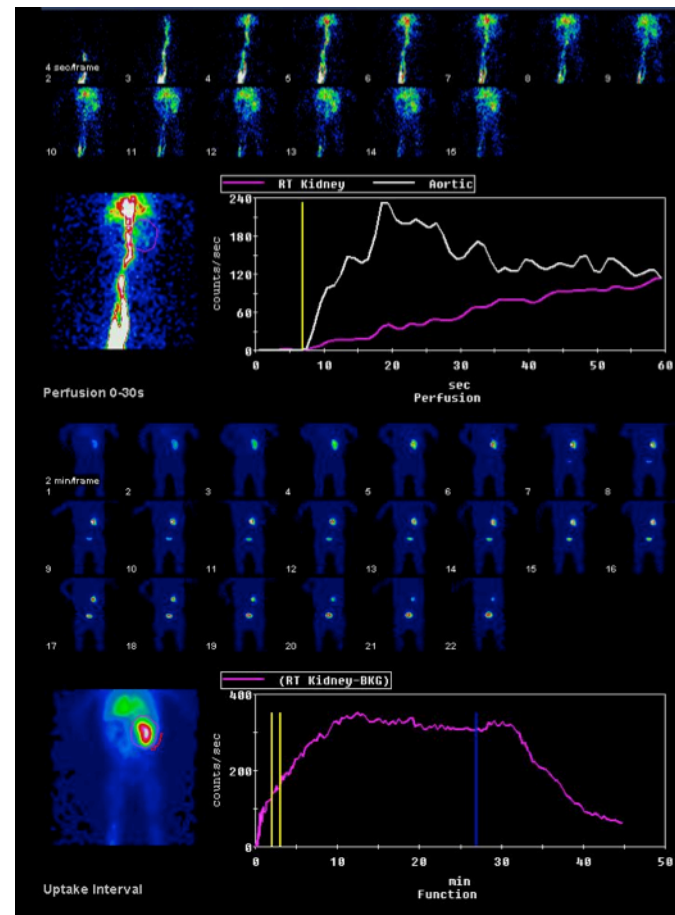 4 sec/frame
2 3 4 5 6 7 8 9
10 11 12 13 14 15
RT Kidney Aortic
240
180
120
60
0
counts/sec
0 10 20 30 40 50 60
sec
Perfusion
Perfusion 0-30s
2 min/frame
1 2 3 4 5 6 7 8
9 10 11 12 13 14 15 16
17 18 19 20 21 22
(RT Kidney-BKG)
400
200
0
counts/sec
0 10 20 30 40 50
min
Function
Uptake Interval